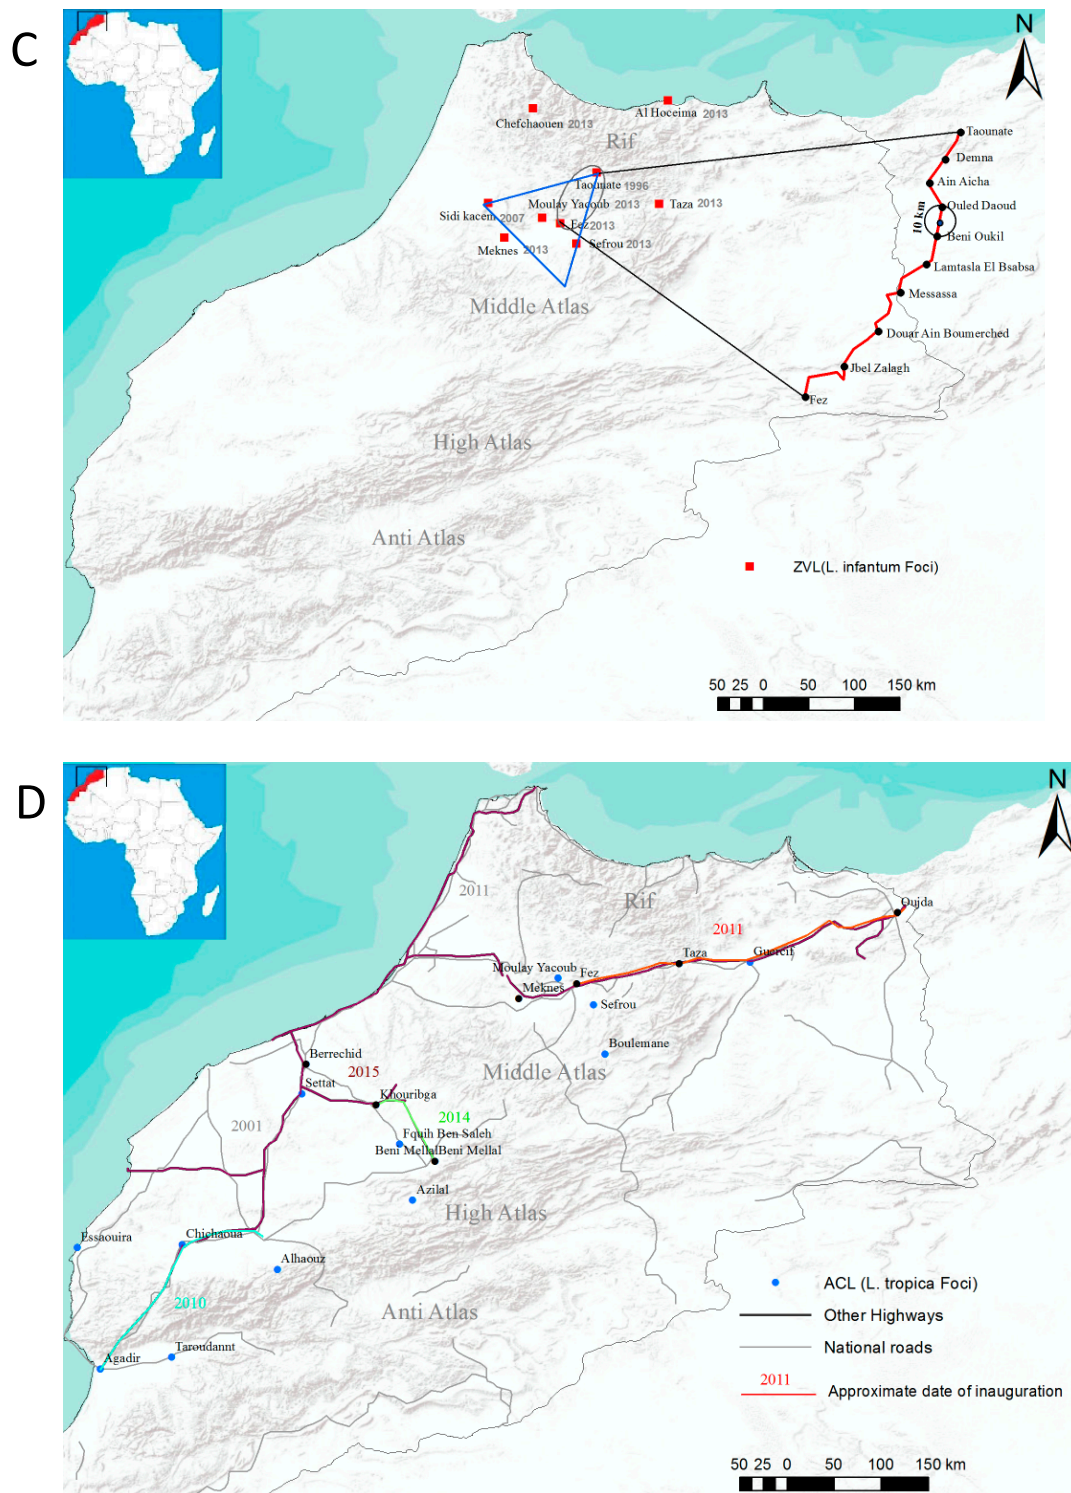 C
N
Chefchaouen 2013
Al Hoceima 2013
Rif
Taounate
Demna
Ain Aicha
Taounate 1996
Ouled Daoud
Moulay Yacoub 2013
Taza 2013
10 km
Sidi kacem 2007
Fez 2013
Beni Oukil
Meknes 2013
Sefrou 2013
Lamtasla El Bsabsa
Messassa
Middle Atlas
Douar Ain Boumerched
Jbel Zalagh
Fez
High Atlas
Anti Atlas
ZVL(L. infantum Foci)
50 25 0 50 100 150 km
D
N
2011
Rif
Oujda
2011
Taza
Guercif
Moulay Yacoub
Fez
Meknes
Sefrou
Boulemane
Berrechid
2015
Middle Atlas
Settat
Khouribga
2014
2001
Fquih Ben Saleh
Beni Mellal Beni Mellal
Azilal
High Atlas
Essaouira
Chichaoua
Alhaouz
ACL (L. tropica Foci)
2010
Anti Atlas
Other Highways
Taroudannt
National roads
Agadir
2011
Approximate date of inauguration
50 25 0 50 100 150 km